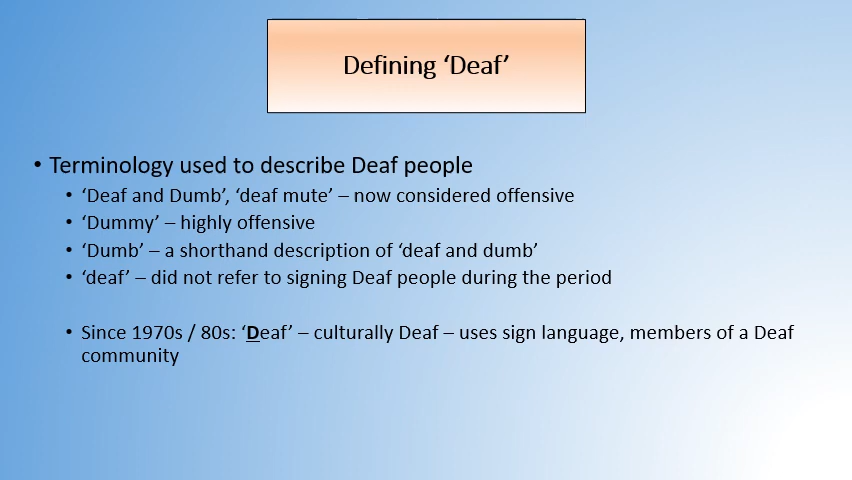 Defining ‘Deaf’
• Terminology used to describe Deaf people
• ‘Deaf and Dumb’, ‘deaf mute’ – now considered offensive
• ‘Dummy’ – highly offensive
• ‘Dumb’ – a shorthand description of ‘deaf and dumb’
• ‘deaf’ – did not refer to signing Deaf people during the period
• Since 1970s / 80s: ‘Deaf’ – culturally Deaf – uses sign language, members of a Deaf
community